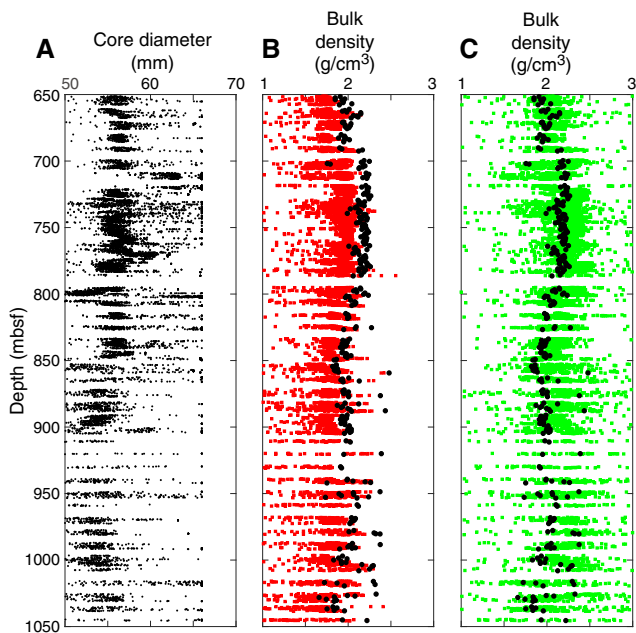 A
Core diameter
(mm)
50
60
70
B
Bulk
density
(g/cm³)
1
2
3
C
Bulk
density
(g/cm³)
1
2
3
Depth (mbsf)
650
700
750
800
850
900
950
1000
1050